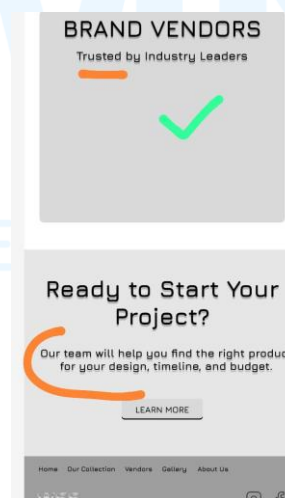 BRAND VENDORS
Trusted by Industry Leaders
Ready to Start Your
Project?
Our team will help you find the right produc
for your design, timeline, and budget.
LEARN MORE
Home Our Collection Vendors Gallery About Us